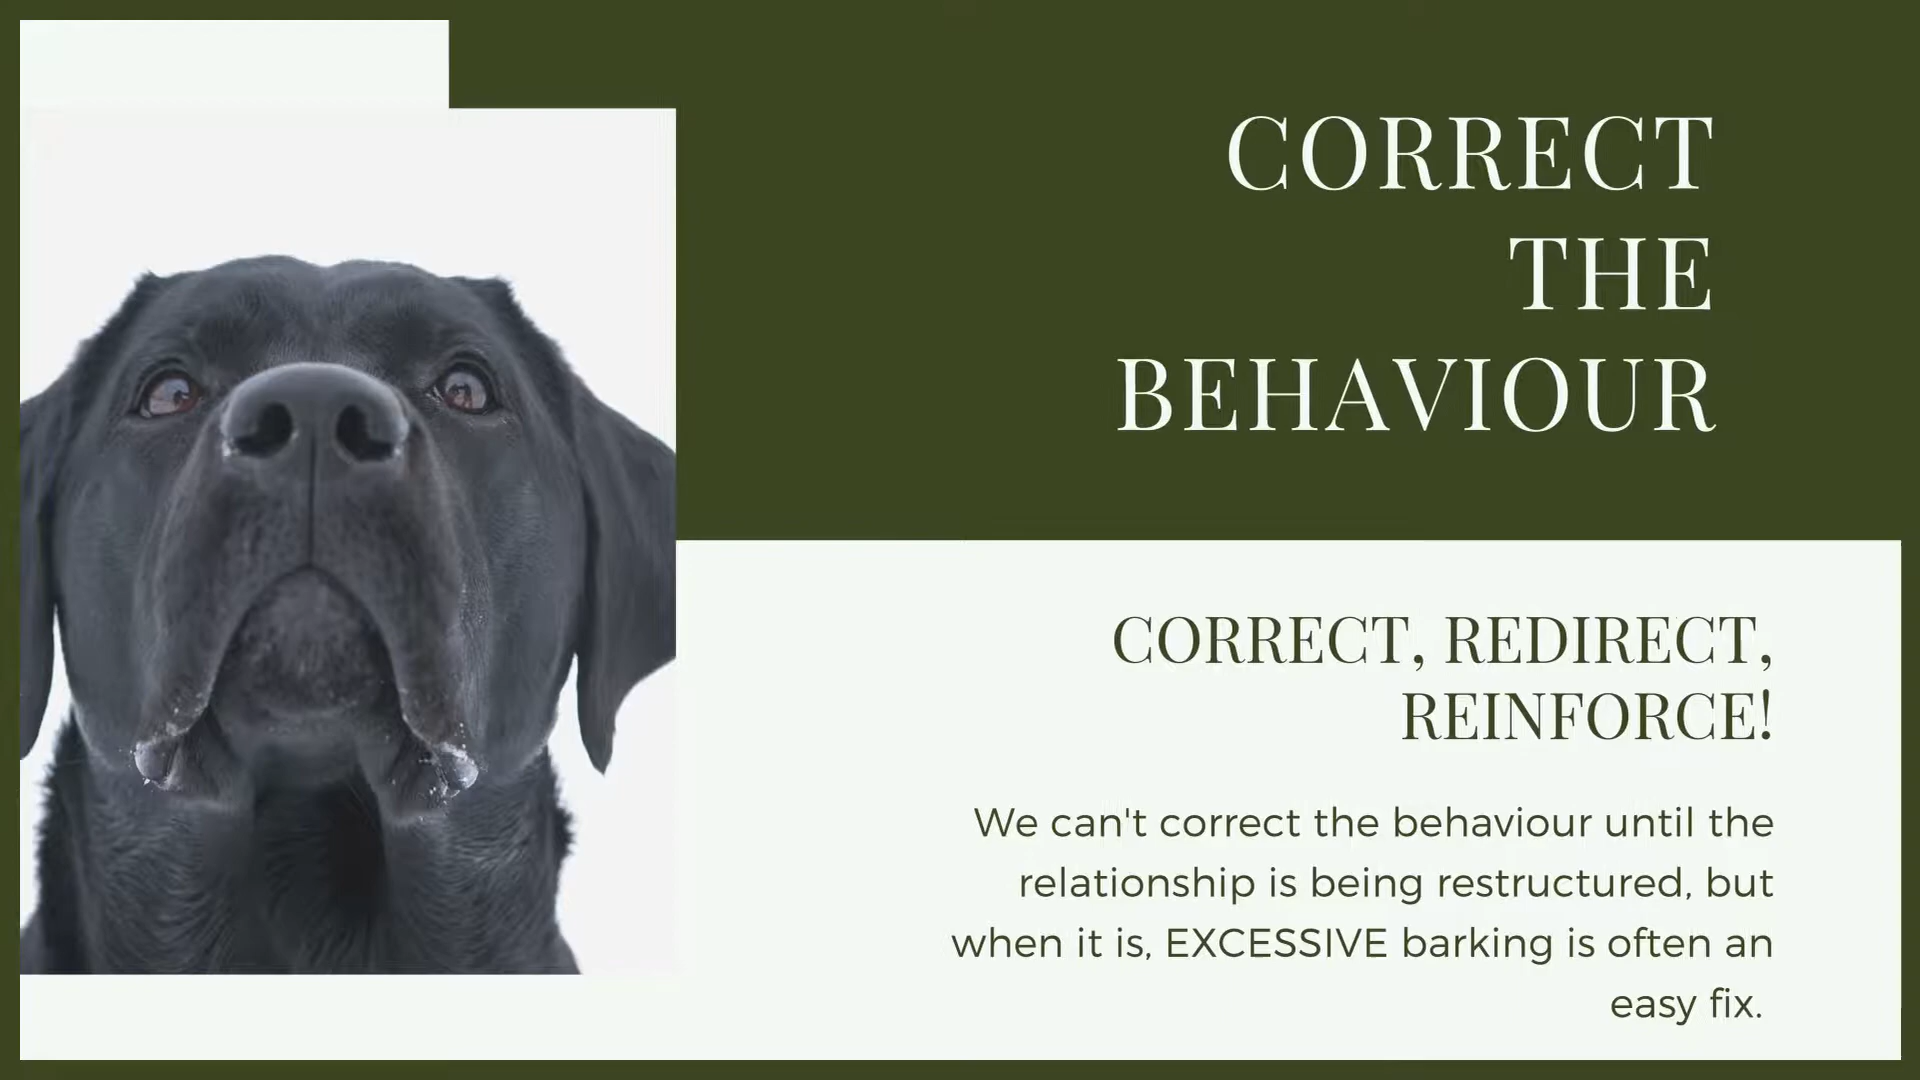 CORRECT
THE
BEHAVIOUR
CORRECT, REDIRECT,
REINFORCE!
We can't correct the behaviour until the
relationship is being restructured, but
when it is, EXCESSIVE barking is often an
easy fix.